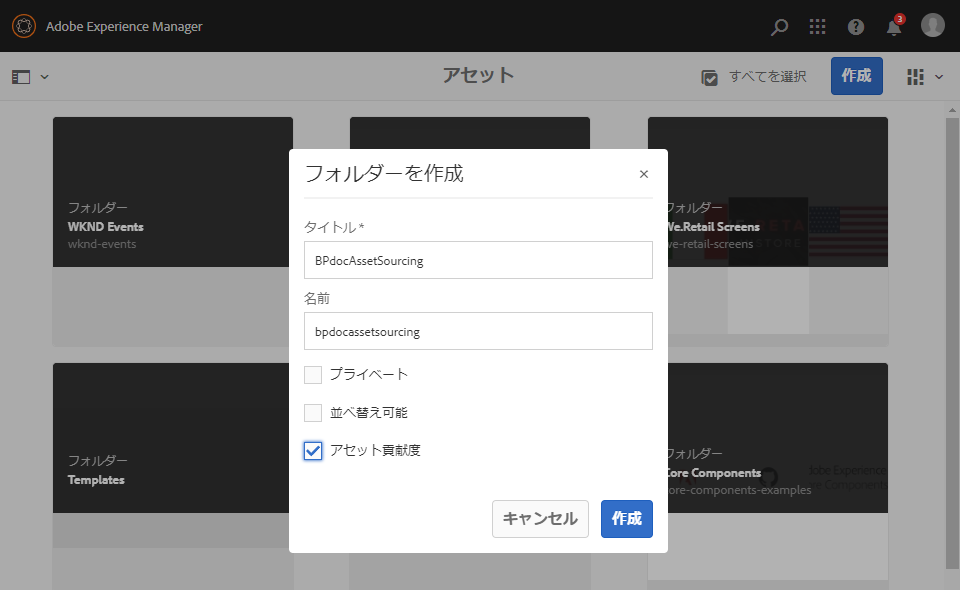 Adobe Experience Manager
3
アセット
すべてを選択
作成
フォルダー
WKND Events
wknd-events
フォルダー
We.Retail Screens
we-retail-screens
フォルダーを作成
×
タイトル *
BPdocAssetSourcing
名前
bpdocassetsourcing
プライベート
並べ替え可能
アセット貢献度
キャンセル
作成
フォルダー
Templates
フォルダー
Core Components
core-components-examples